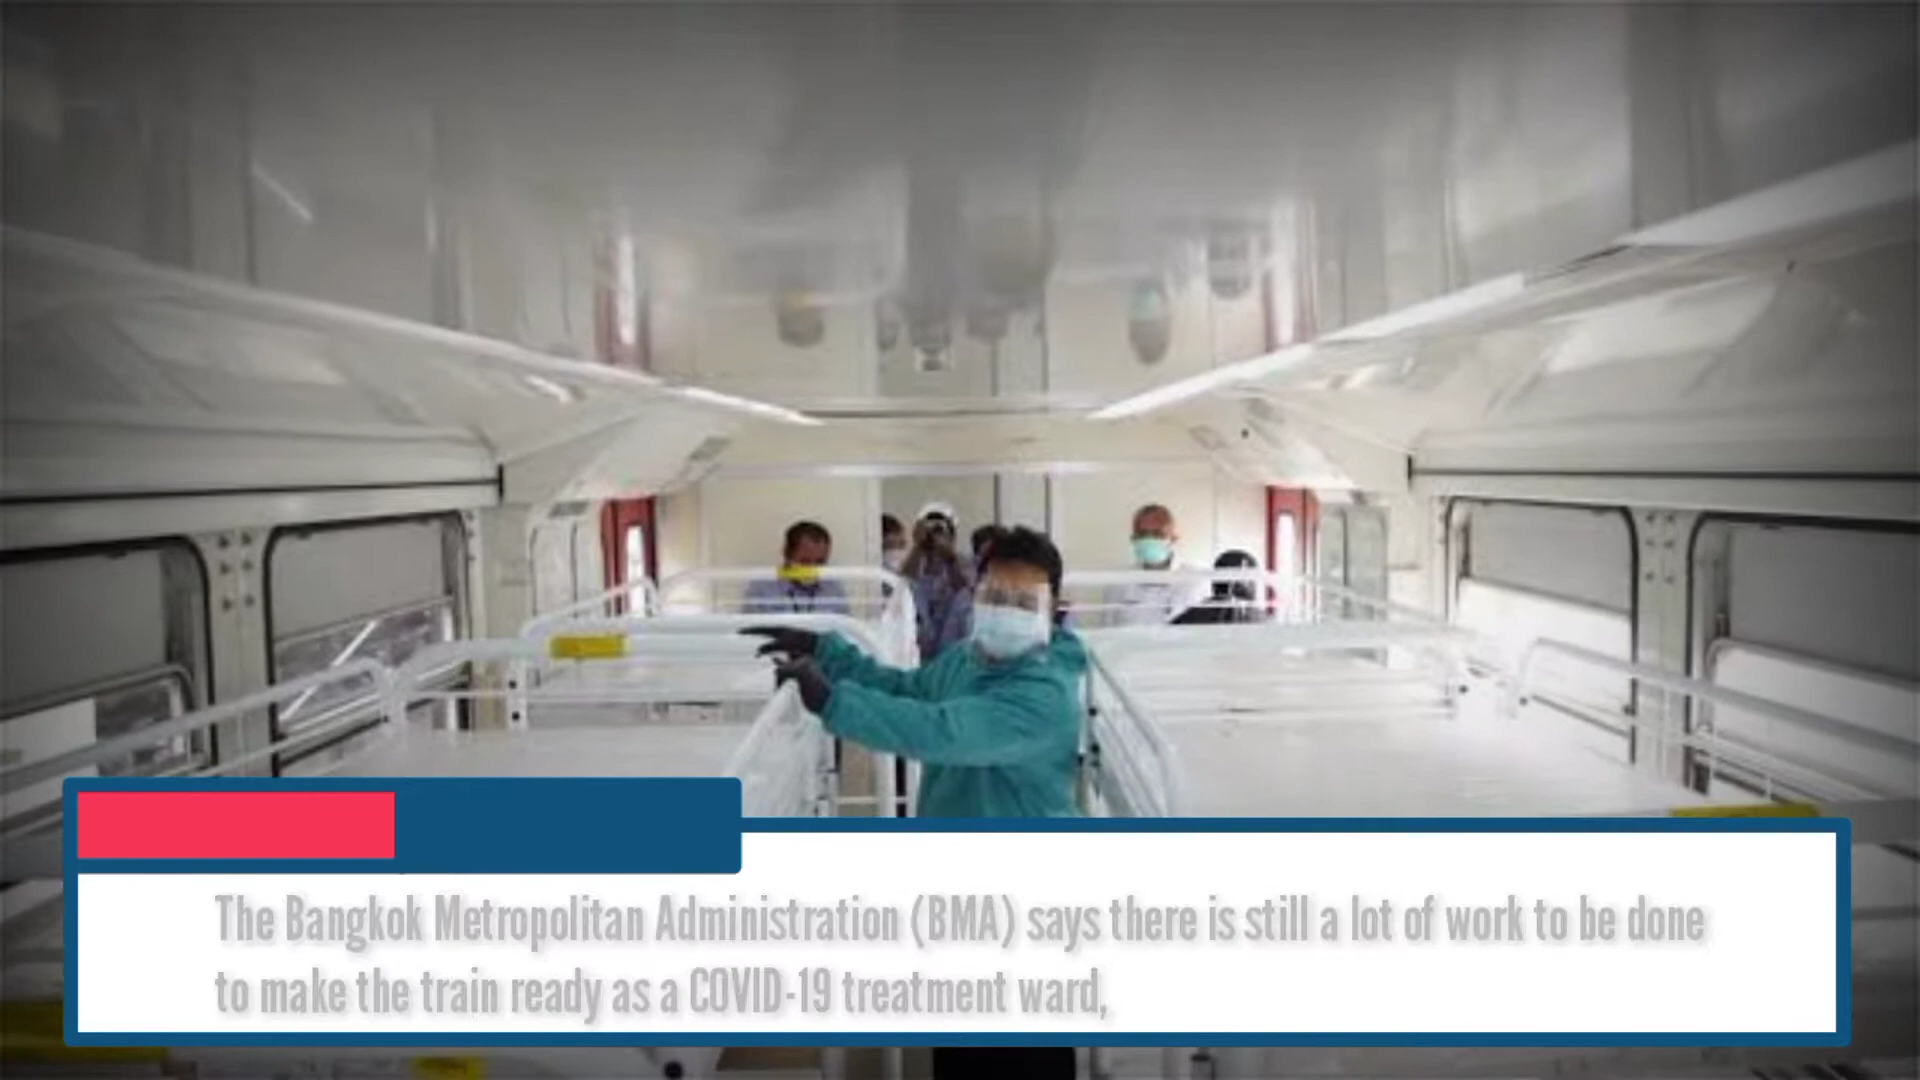 The Bangkok Metropolitan Administration (BMA) says there is still a lot of work to be done
to make the train ready as a COVID-19 treatment ward,